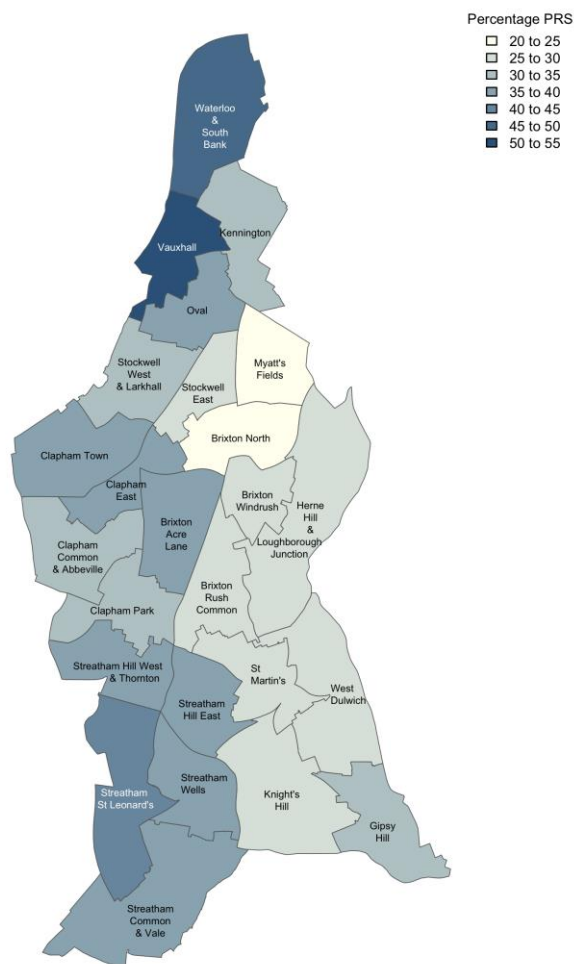 Percentage PRS
20 to 25
25 to 30
30 to 35
35 to 40
40 to 45
45 to 50
50 to 55
Waterloo
&
South
Bank
Kennington
Vauxhall
Oval
Stockwell
West
& Larkhall
Stockwell
East
Myatt's
Fields
Clapham Town
Brixton North
Clapham
East
Brixton
Windrush
Herne
Hill
&
Loughborough
Junction
Brixton
Acre
Lane
Clapham
Common
& Abbeville
Brixton
Rush
Common
Clapham Park
Streatham Hill West
& Thornton
St
Martin's
West
Dulwich
Streatham
Hill East
Streatham
Wells
Streatham
St Leonard's
Knight's
Hill
Gipsy
Hill
Streatham
Common
& Vale